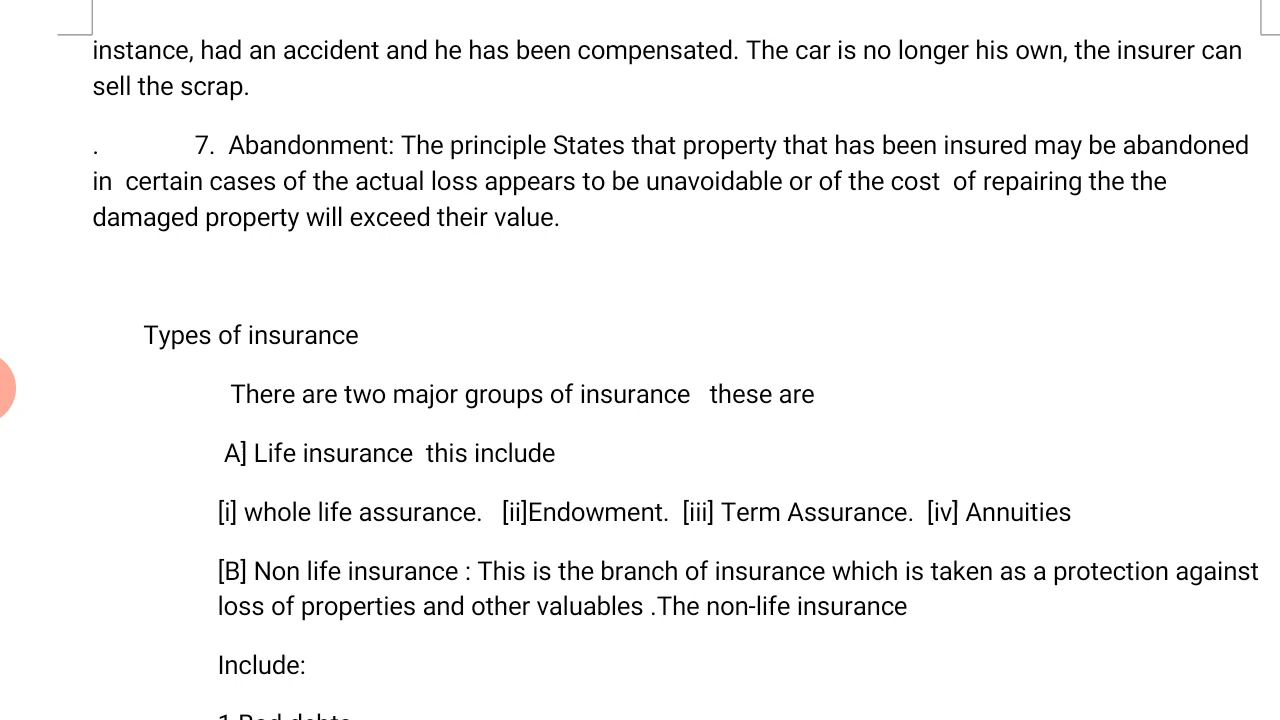 instance, had an accident and he has been compensated. The car is no longer his own, the insurer can
sell the scrap.
. 7. Abandonment: The principle States that property that has been insured may be abandoned
in certain cases of the actual loss appears to be unavoidable or of the cost of repairing the the
damaged property will exceed their value.
Types of insurance
There are two major groups of insurance these are
A] Life insurance this include
[i] whole life assurance. [ii]Endowment. [iii] Term Assurance. [iv] Annuities
[B] Non life insurance : This is the branch of insurance which is taken as a protection against
loss of properties and other valuables .The non-life insurance
Include:
1 Bad debts